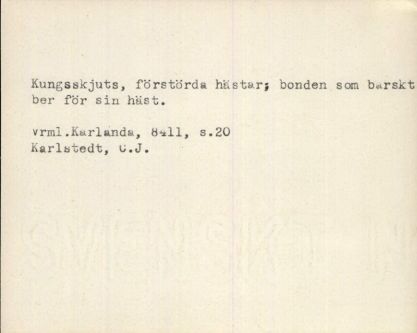 Kungsskjuts, förstörda hästar; bonden som barskt
ber för sin häst.
vrml.Karlanda, 8411, s.20
Karlstedt, C.J.